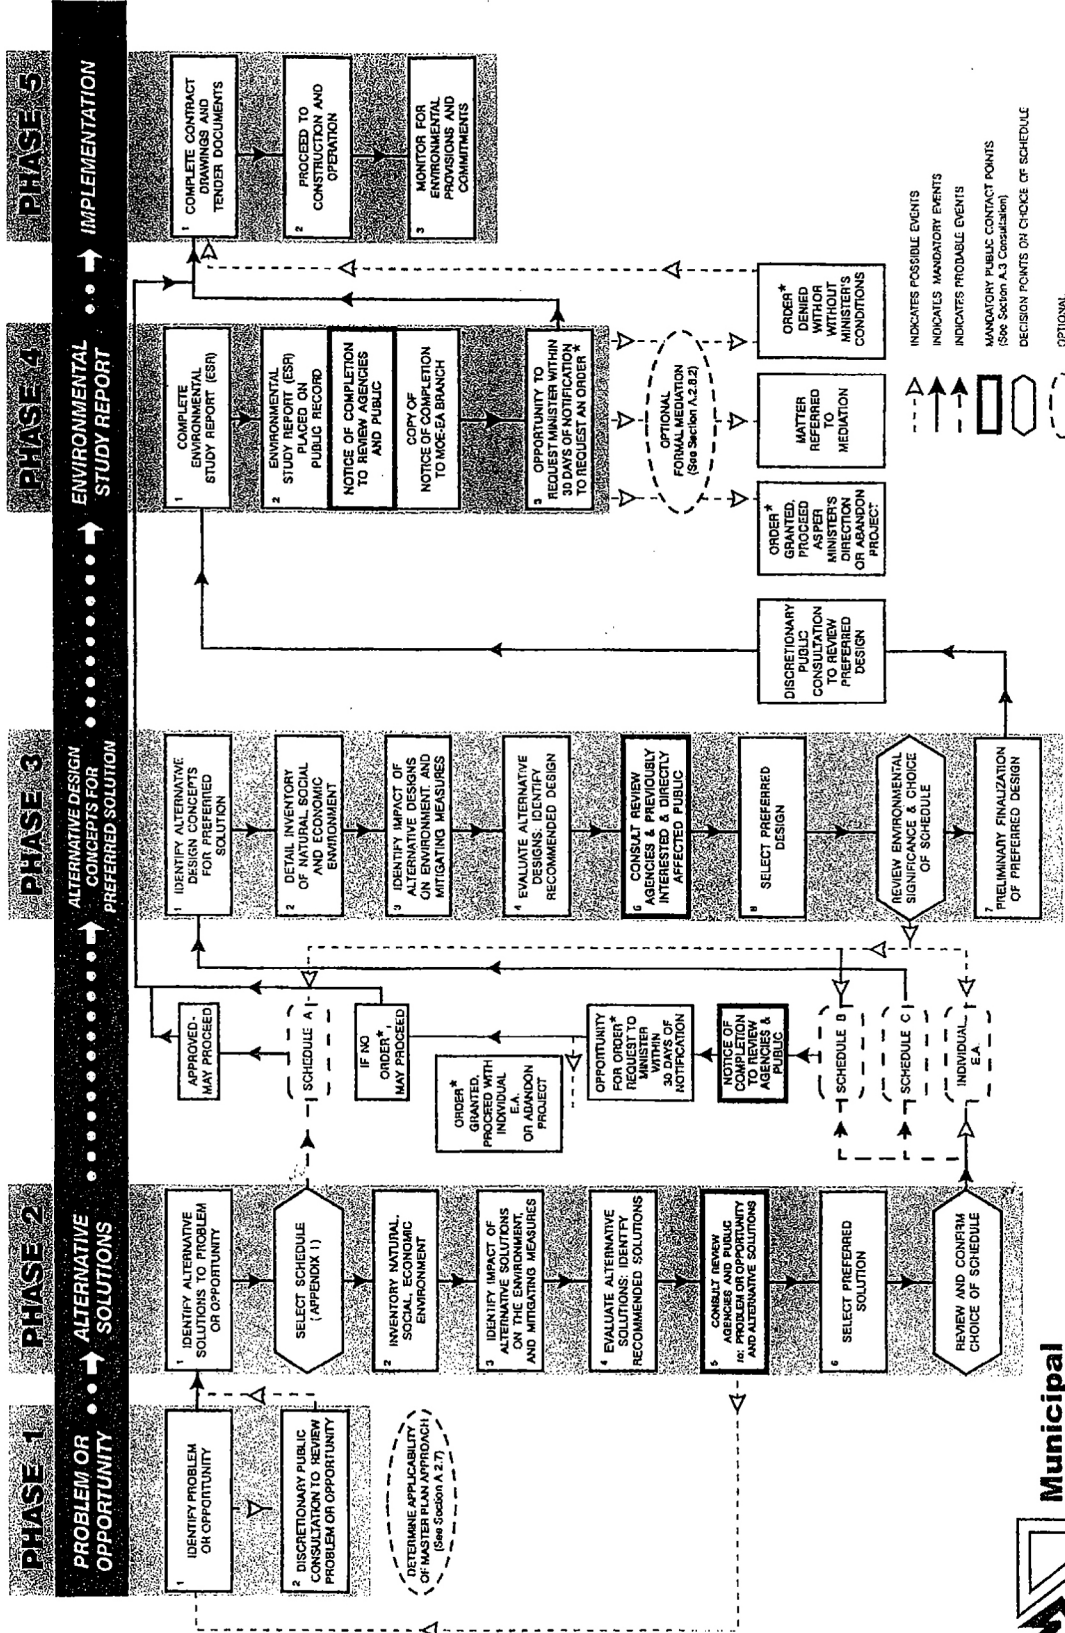 PHASE 1
PROBLEM OR
OPPORTUNITY
1 IDENTIFY PROBLEM
OR OPPORTUNITY
2 DISCRETIONARY PUBLIC
CONSULTATION TO REVIEW
PROBLEM OR OPPORTUNITY
DETERMINE APPLICABILITY
OF MASTER PLAN APPROACH
(See Section A.2.7)
PHASE 2
ALTERNATIVE
SOLUTIONS
1 IDENTIFY ALTERNATIVE
SOLUTIONS TO PROBLEM
OR OPPORTUNITY
SELECT SCHEDULE
(APPENDIX I)
2 INVENTORY NATURAL,
SOCIAL, ECONOMIC
ENVIRONMENT
3 IDENTIFY IMPACT OF
ALTERNATIVE SOLUTIONS
ON THE ENVIRONMENT,
AND MITIGATING MEASURES
4 EVALUATE ALTERNATIVE
SOLUTIONS: IDENTIFY
RECOMMENDED SOLUTIONS
5 CONSULT REVIEW
AGENCIES AND PUBLIC
re: PROBLEM OR OPPORTUNITY
AND ALTERNATIVE SOLUTIONS
6 SELECT PREFERRED
SOLUTION
REVIEW AND CONFIRM
CHOICE OF SCHEDULE
APPROVED-
MAY PROCEED
SCHEDULE A
IF NO
ORDER*,
MAY PROCEED
ORDER*
GRANTED,
PROCEED WITH
INDIVIDUAL
E.A.
OR ABANDON
PROJECT
OPPORTUNITY
FOR ORDER*
REQUEST TO
MINISTER
WITHIN
30 DAYS OF
NOTIFICATION
NOTICE OF
COMPLETION
TO REVIEW
AGENCIES &
PUBLIC
SCHEDULE B
SCHEDULE C
INDIVIDUAL
E.A.
PHASE 3
ALTERNATIVE DESIGN
CONCEPTS FOR
PREFERRED SOLUTION
1 IDENTIFY ALTERNATIVE
DESIGN CONCEPTS
FOR PREFERRED
SOLUTION
2 DETAIL INVENTORY
OF NATURAL SOCIAL
AND ECONOMIC
ENVIRONMENT
3 IDENTIFY IMPACT OF
ALTERNATIVE DESIGNS
ON ENVIRONMENT. AND
MITIGATING MEASURES
4 EVALUATE ALTERNATIVE
DESIGNS: IDENTIFY
RECOMMENDED DESIGN
CONSULT REVIEW
AGENCIES & PREVIOUSLY
INTERESTED & DIRECTLY
AFFECTED PUBLIC
SELECT PREFERRED
DESIGN
REVIEW ENVIRONMENTAL
SIGNIFICANCE & CHOICE
OF SCHEDULE
7 PRELIMINARY FINALIZATION
OF PREFERRED DESIGN
DISCRETIONARY
PUBLIC
CONSULTATION
TO REVIEW
PREFERRED
DESIGN
PHASE 4
ENVIRONMENTAL
STUDY REPORT
1 COMPLETE
ENVIRONMENTAL
STUDY REPORT (ESR)
2 ENVIRONMENTAL
STUDY REPORT (ESR)
PLACED ON
PUBLIC RECORD
NOTICE OF COMPLETION
TO REVIEW AGENCIES
AND PUBLIC
COPY OF
NOTICE OF COMPLETION
TO MOE-EA BRANCH
3 OPPORTUNITY TO
REQUEST MINISTER WITHIN
30 DAYS OF NOTIFICATION
TO REQUEST AN ORDER*
OPTIONAL
FORMAL MEDIATION
(See Section A.2.8.2)
ORDER*
GRANTED,
PROCEED
AS PER
MINISTER'S
DIRECTION
OR ABANDON
PROJECT
MATTER
REFERRED
TO
MEDIATION
ORDER*
DENIED
WITH OR
WITHOUT
MINISTER'S
CONDITIONS
PHASE 5
IMPLEMENTATION
1 COMPLETE CONTRACT
DRAWINGS AND
TENDER DOCUMENTS
2 PROCEED TO
CONSTRUCTION AND
OPERATION
3 MONITOR FOR
ENVIRONMENTAL
PROVISIONS AND
COMMITMENTS
INDICATES POSSIBLE EVENTS
INDICATES MANDATORY EVENTS
INDICATES PROBABLE EVENTS
MANDATORY PUBLIC CONTACT POINTS
(See Section A.3 Consultation)
DECISION POINTS ON CHOICE OF SCHEDULE
OPTIONAL
Municipal